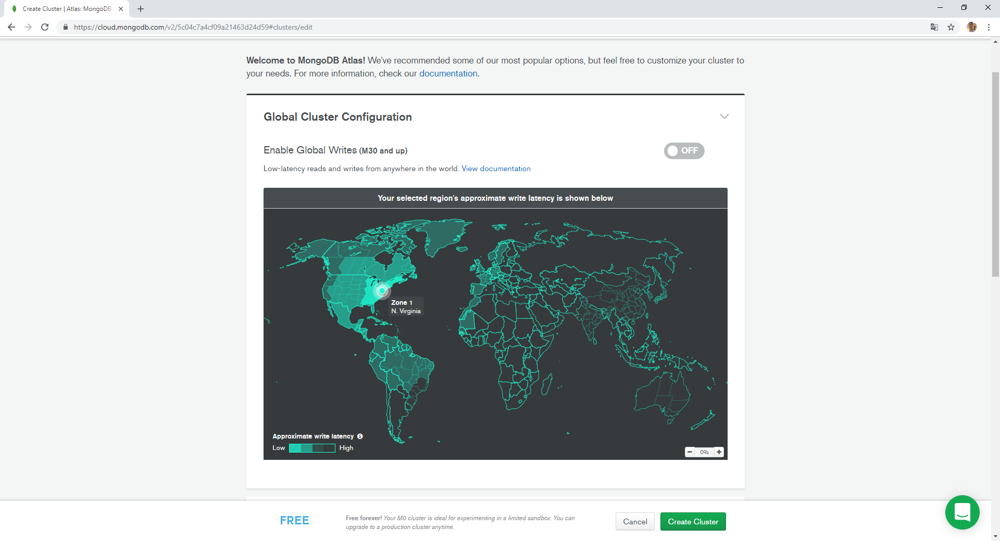 Create Cluster | Atlas: MongoDB
https://cloud.mongodb.com/v2/5c04c7a4cf09a21463d24d59#clusters/edit
Welcome to MongoDB Atlas! We've recommended some of our most popular options, but feel free to customize your cluster to
your needs. For more information, check our documentation.
Global Cluster Configuration
Enable Global Writes (M30 and up)
OFF
Low-latency reads and writes from anywhere in the world. View documentation
Your selected region's approximate write latency is shown below
Zone 1
N. Virginia
Approximate write latency
Low
High
0%
FREE
Free forever! Your M0 cluster is ideal for experimenting in a limited sandbox. You can
upgrade to a production cluster anytime.
Cancel
Create Cluster